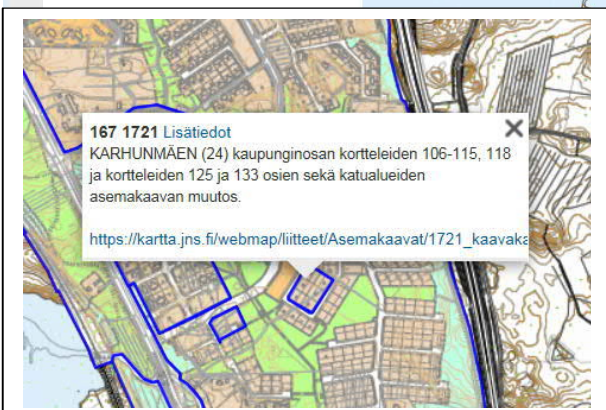 167 1721 Lisätiedot
KARHUNMÄEN (24) kaupunginosan kortteleiden 106-115, 118
ja kortteleiden 125 ja 133 osien sekä katualueiden
asemakaavan muutos.
https://kartta.jns.fi/webmap/liitteet/Asemakaavat/1721_kaavaka